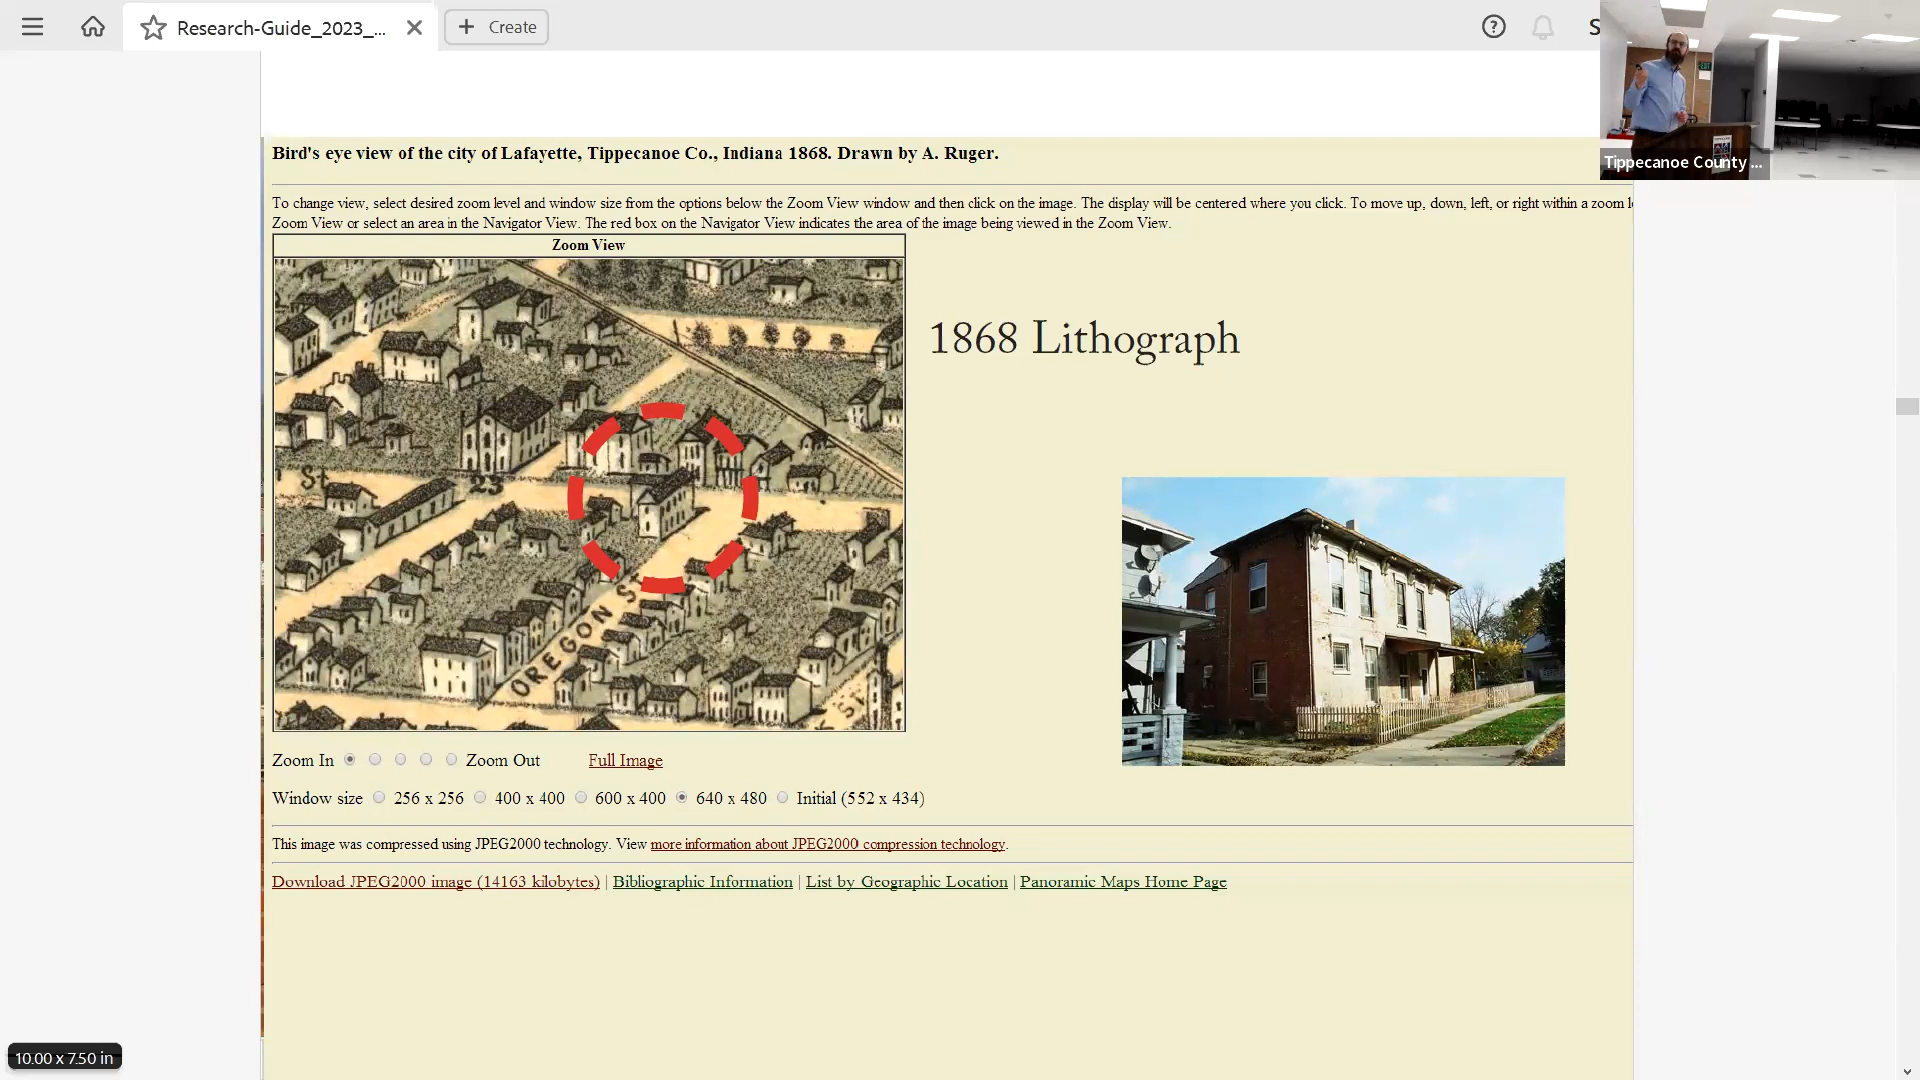 Research-Guide_2023_...
Create
S
Tippecanoe County ...
Bird's eye view of the city of Lafayette, Tippecanoe Co., Indiana 1868. Drawn by A. Ruger.
To change view, select desired zoom level and window size from the options below the Zoom View window and then click on the image. The display will be centered where you click. To move up, down, left, or right within a zoom l
Zoom View or select an area in the Navigator View. The red box on the Navigator View indicates the area of the image being viewed in the Zoom View.
Zoom View
1868 Lithograph
St
23
OREGON S
St
Zoom In Zoom Out Full Image
Window size 256 x 256 400 x 400 600 x 400 640 x 480 Initial (552 x 434)
This image was compressed using JPEG2000 technology. View more information about JPEG2000 compression technology.
Download JPEG2000 image (14163 kilobytes) | Bibliographic Information | List by Geographic Location | Panoramic Maps Home Page
10.00 x 7.50 in